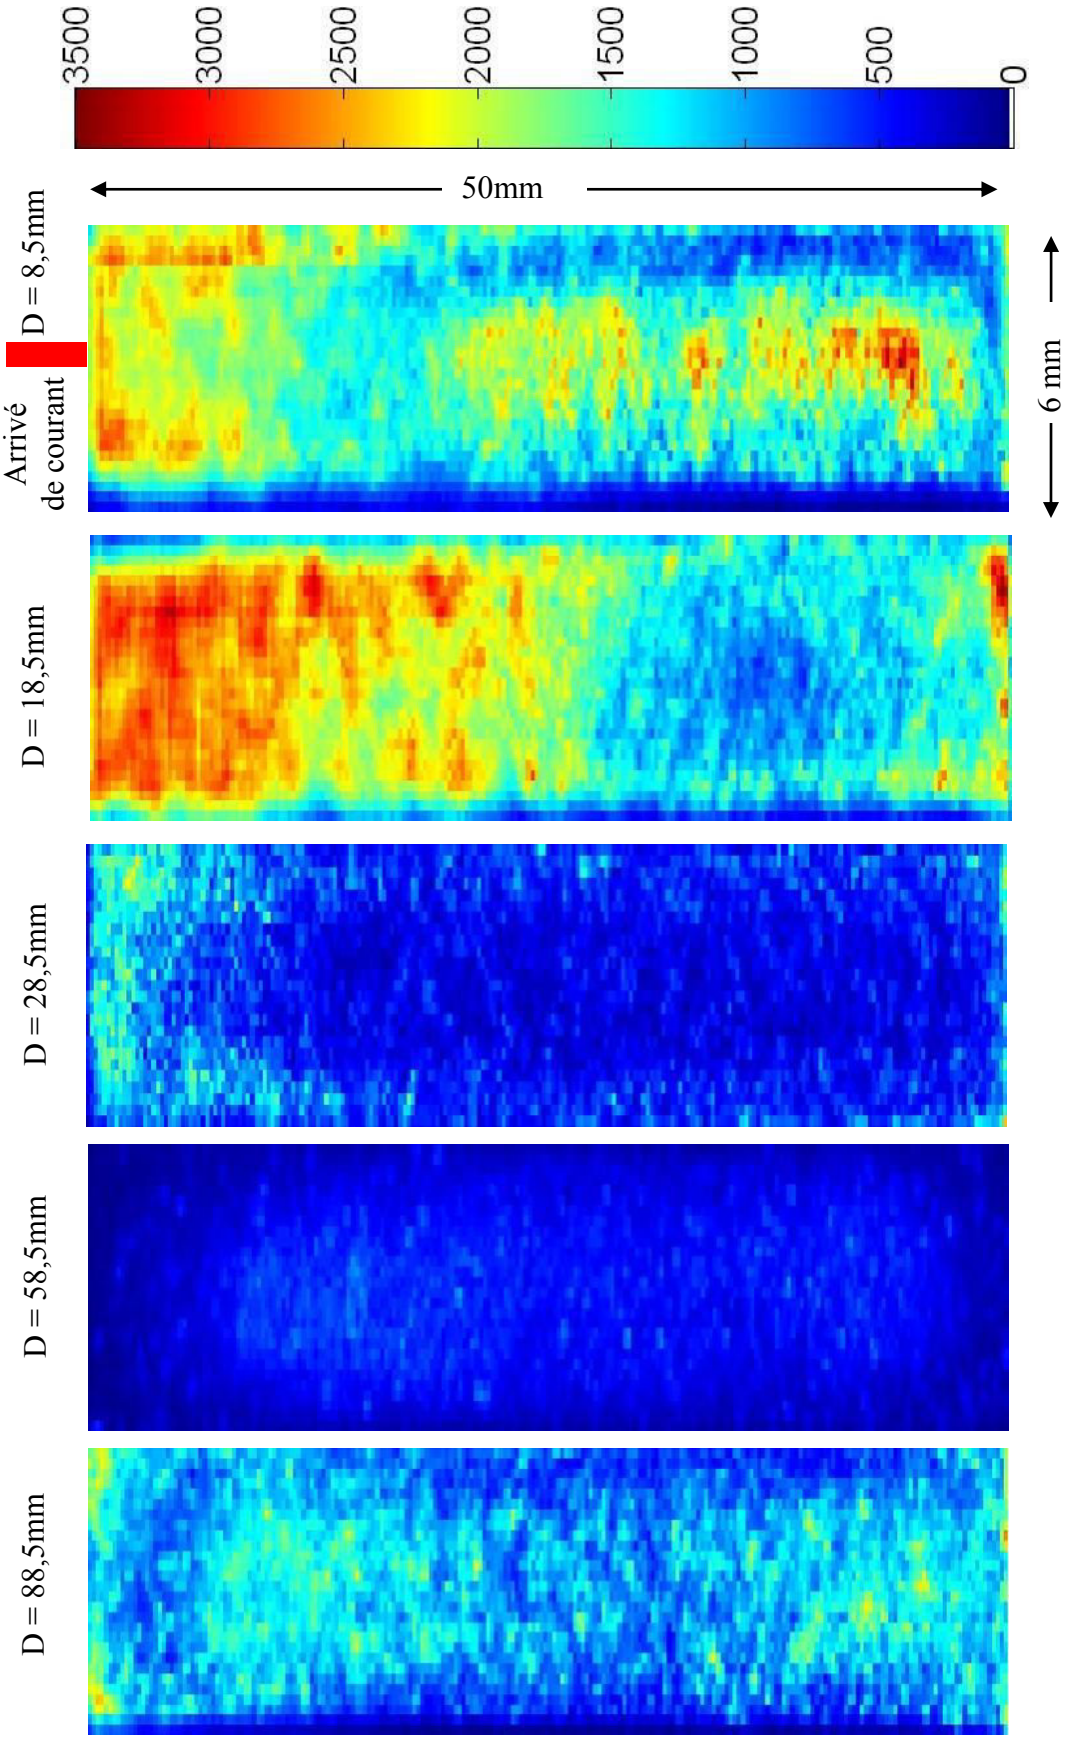 3500
3000
2500
2000
1500
1000
500
0
50mm
D = 8,5mm
Arrivé
de courant
6 mm
D = 18,5mm
D = 28,5mm
D = 58,5mm
D = 88,5mm